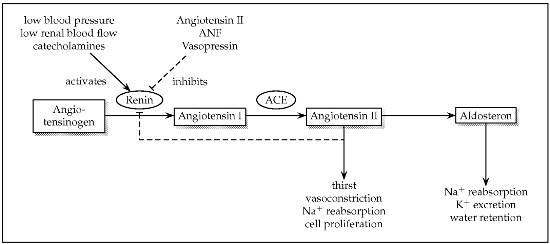 low blood pressure
low renal blood flow
catecholamines
Angiotensin II
ANF
Vasopressin
activates
inhibits
Renin
ACE
Angio-
tensinogen
Angiotensin I
Angiotensin II
Aldosteron
thirst
vasoconstriction
Na⁺ reabsorption
cell proliferation
Na⁺ reabsorption
K⁺ excretion
water retention